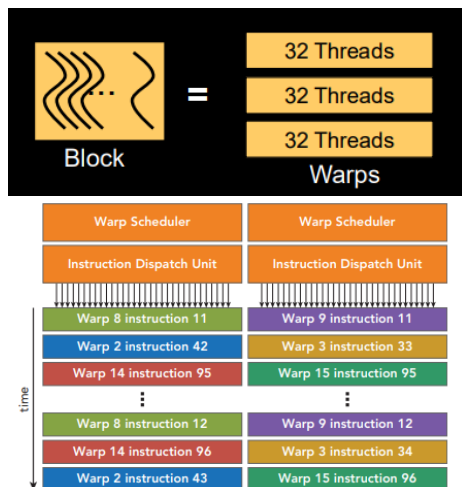 32 Threads
...
=
32 Threads
32 Threads
Block
Warps
Warp Scheduler
Warp Scheduler
Instruction Dispatch Unit
Instruction Dispatch Unit
time
Warp 8 instruction 11
Warp 9 instruction 11
Warp 2 instruction 42
Warp 3 instruction 33
Warp 14 instruction 95
Warp 15 instruction 95
Warp 8 instruction 12
Warp 9 instruction 12
Warp 14 instruction 96
Warp 3 instruction 34
Warp 2 instruction 43
Warp 15 instruction 96